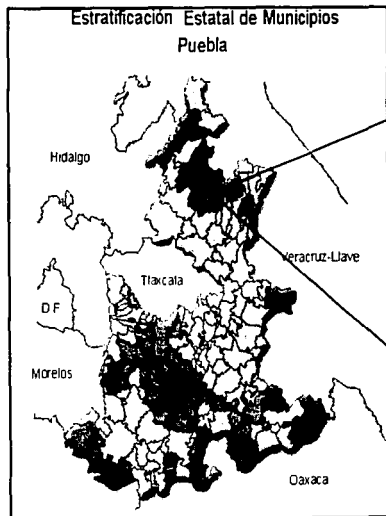 Estratificación Estatal de Municipios
Puebla
Hidalgo
Veracruz-Llave
Tlaxcala
D.F
Morelos
Oaxaca